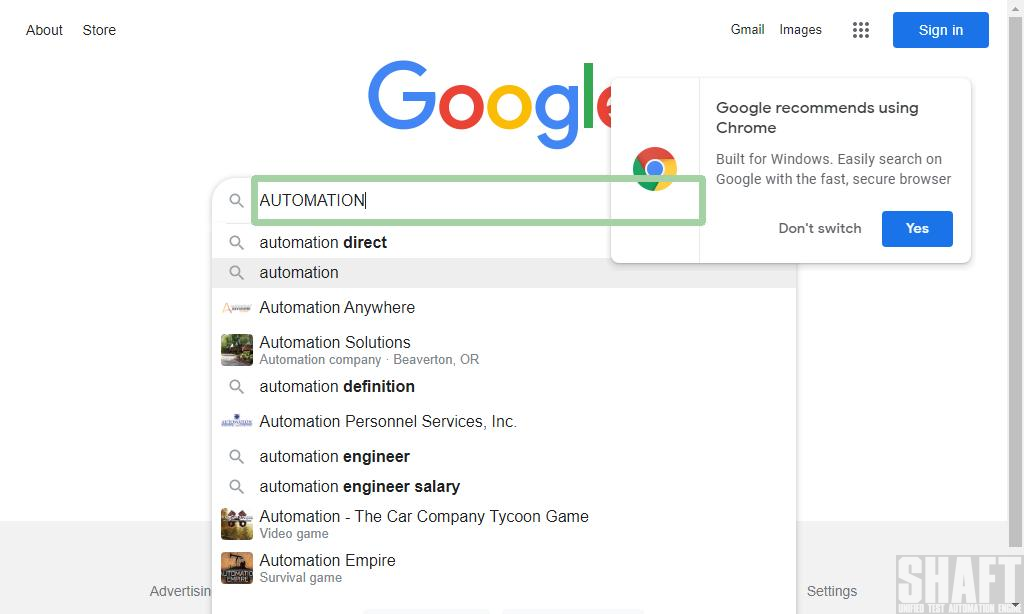 About Store Gmail Images Sign in
Google
Google recommends using
Chrome
Built for Windows. Easily search on
Google with the fast, secure browser
Don't switch Yes
AUTOMATION
automation direct
automation
Automation Anywhere
Automation Solutions
Automation company · Beaverton, OR
automation definition
Automation Personnel Services, Inc.
automation engineer
automation engineer salary
Automation - The Car Company Tycoon Game
Video game
Automation Empire
Survival game
Advertisin Settings
SHAFT
UNIFIED TEST AUTOMATION ENGINE